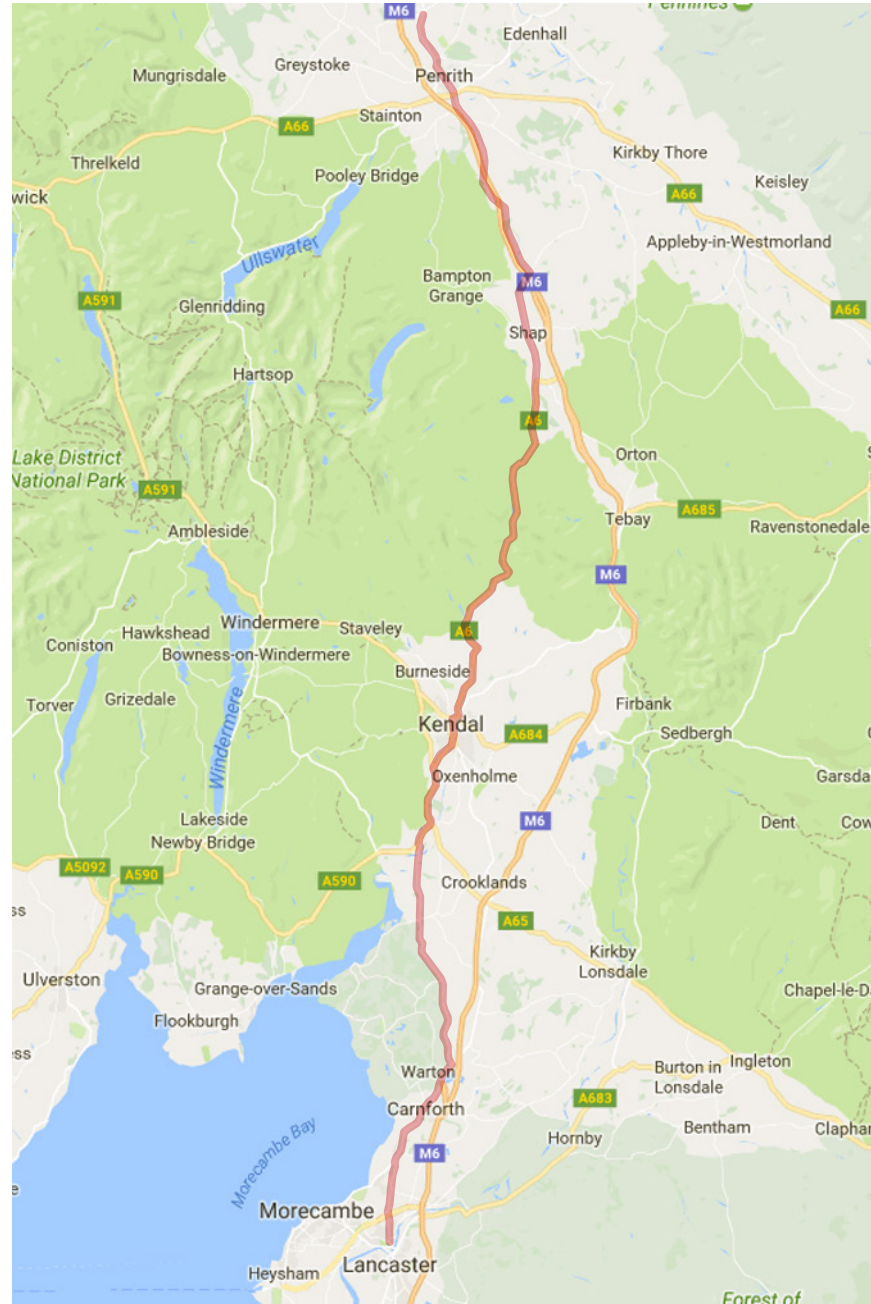 Pennines
M6
Edenhall
Greystoke
Mungrisdale
Penrith
Stainton
A66
Threlkeld
Kirkby Thore
Pooley Bridge
Keisley
wick
A66
Appleby-in-Westmorland
Ullswater
Bampton
Grange
M6
A591
Glenridding
A66
Shap
Hartsop
A6
Lake District
National Park
Orton
A591
A685
Tebay
Ravenstonedale
Ambleside
M6
Windermere
Staveley
A6
Hawkshead
Coniston
Bowness-on-Windermere
Burneside
Grizedale
Torver
Firbank
Windermere
Kendal
A684
Sedbergh
Oxenholme
Garsda
Lakeside
M6
Dent
Cow
Newby Bridge
A5092
A590
A590
Crooklands
ss
A65
Kirkby
Lonsdale
Ulverston
Grange-over-Sands
Chapel-le-D
Flookburgh
ess
Warton
Burton in
Lonsdale
Ingleton
Carnforth
A683
Bentham
Clapha
Hornby
Morecambe Bay
M6
e
Morecambe
Lancaster
Heysham
Forest of